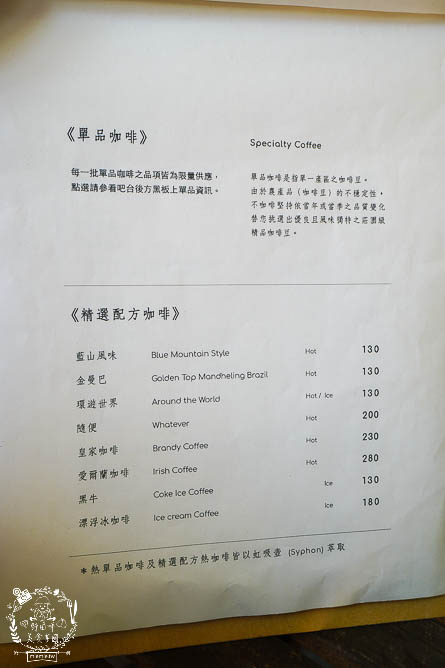 《單品咖啡》
Specialty Coffee
每一批單品咖啡之品項皆為限量供應，
點選請參看吧台後方黑板上單品資訊。
單品咖啡是指單一產區之咖啡豆。
由於農產品（咖啡豆）的不穩定性，
不咖啡堅持依當年或當季之品質變化
替您挑選出優良且風味獨特之莊園級
精品咖啡豆。
《精選配方咖啡》
藍山風味 Blue Mountain Style Hot 130
金曼巴 Golden Top Mandheling Brazil Hot 130
環遊世界 Around the World Hot / Ice 130
隨便 Whatever Hot 200
皇家咖啡 Brandy Coffee Hot 230
愛爾蘭咖啡 Irish Coffee Hot 280
黑牛 Coke Ice Coffee Ice 130
漂浮冰咖啡 Ice cream Coffee Ice 180
＊熱單品咖啡及精選配方熱咖啡皆以虹吸壺 (Syphon) 萃取